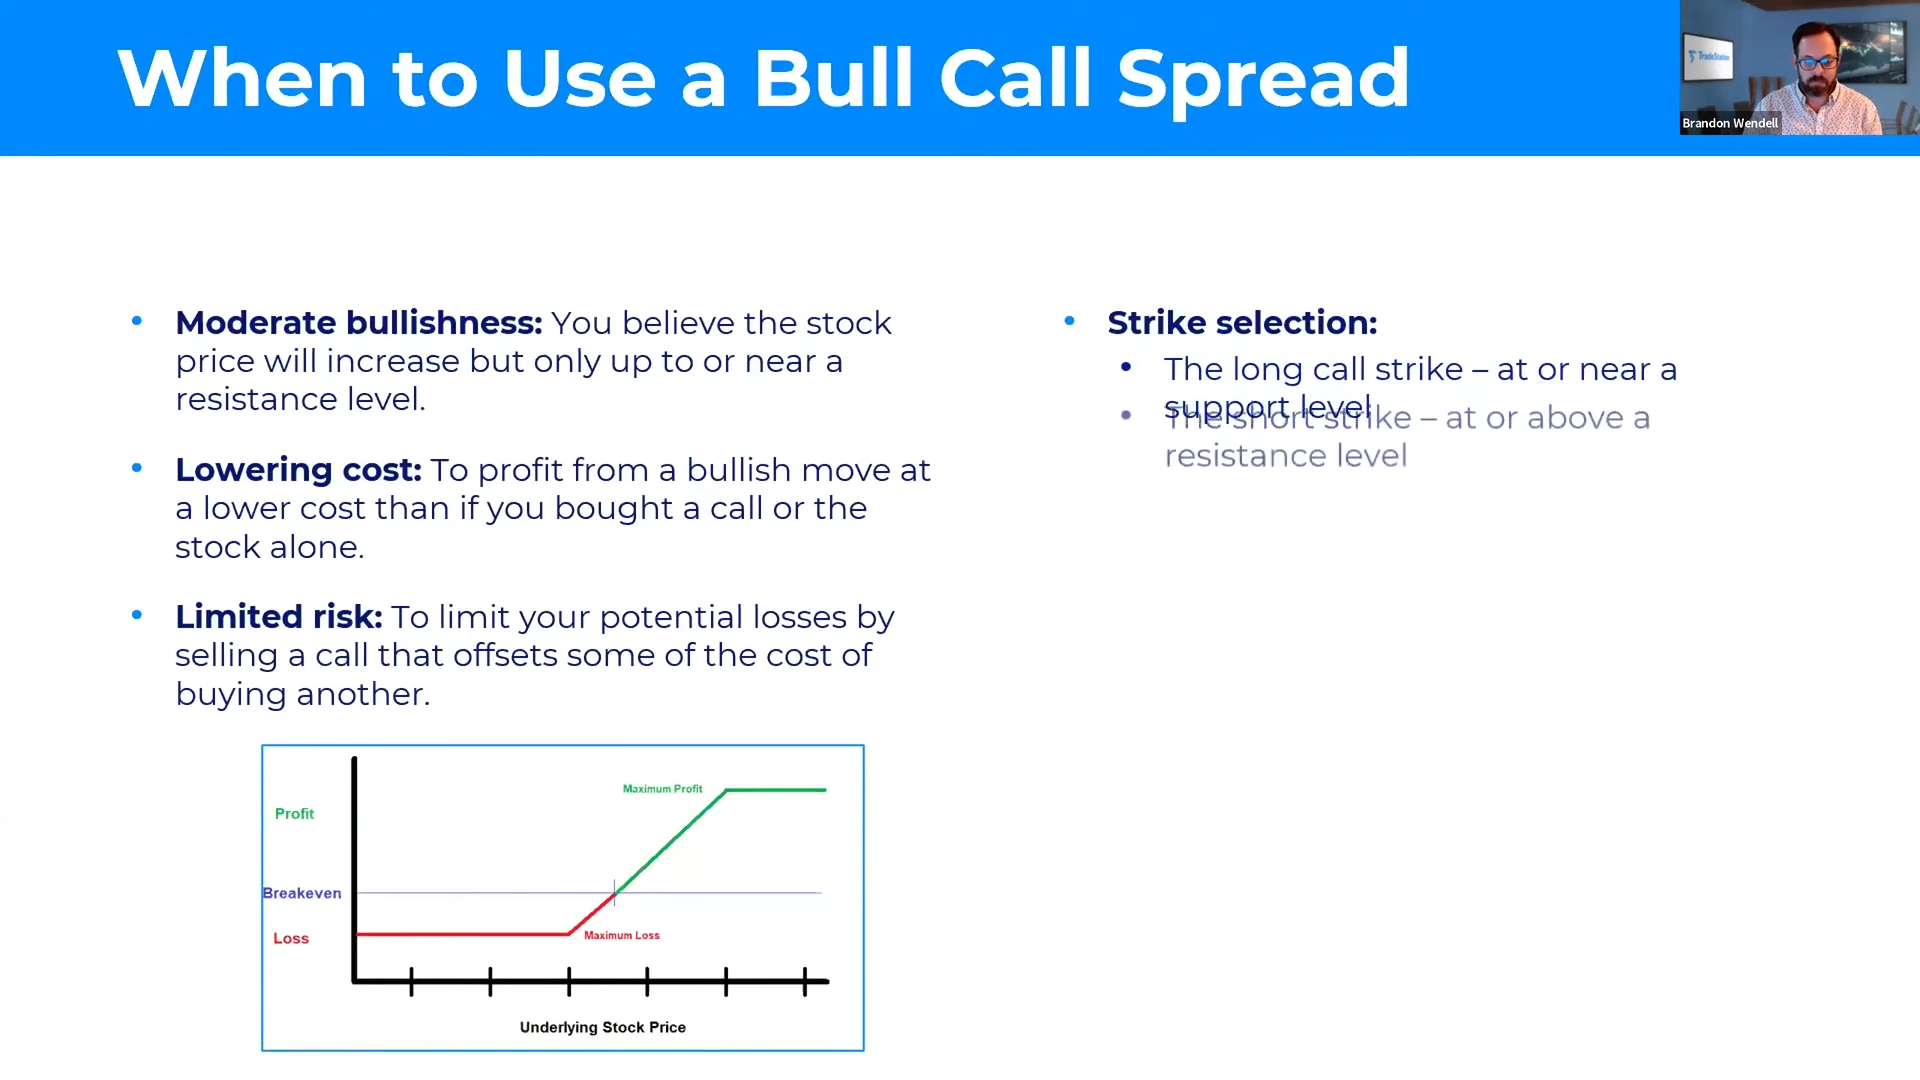 When to Use a Bull Call Spread
TradeStation
Brandon Wendell
• Moderate bullishness: You believe the stock
price will increase but only up to or near a
resistance level.
• Lowering cost: To profit from a bullish move at
a lower cost than if you bought a call or the
stock alone.
• Limited risk: To limit your potential losses by
selling a call that offsets some of the cost of
buying another.
• Strike selection:
• The long call strike – at or near a
support level
• The short strike – at or above a
resistance level
Maximum Profit
Profit
Breakeven
Loss
Maximum Loss
Underlying Stock Price